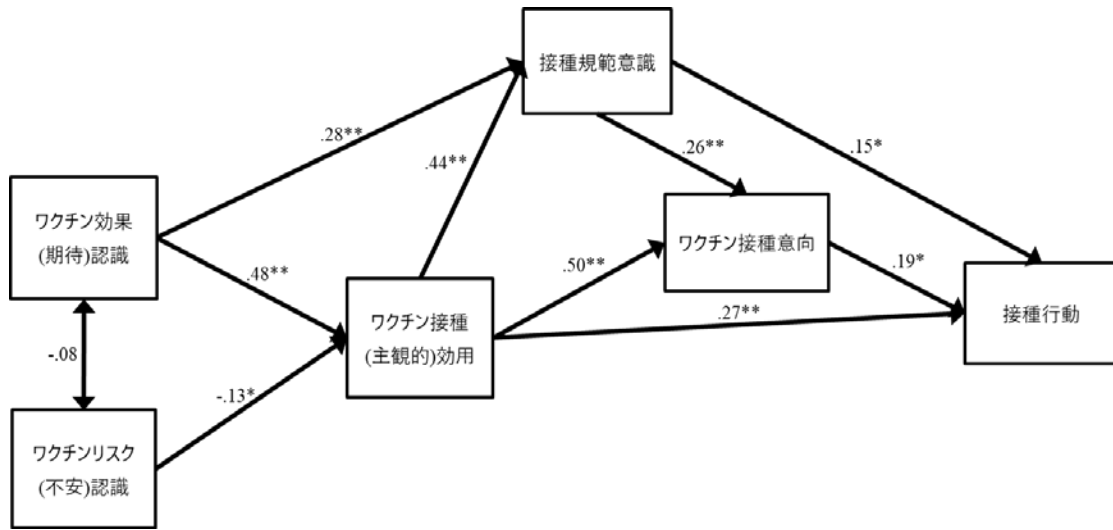 接種規範意識
.28**
.44**
.26**
.15*
ワクチン効果
(期待)認識
ワクチン接種意向
.48**
.50**
.19*
ワクチン接種
(主観的)効用
.27**
接種行動
-.08
-.13*
ワクチンリスク
(不安)認識